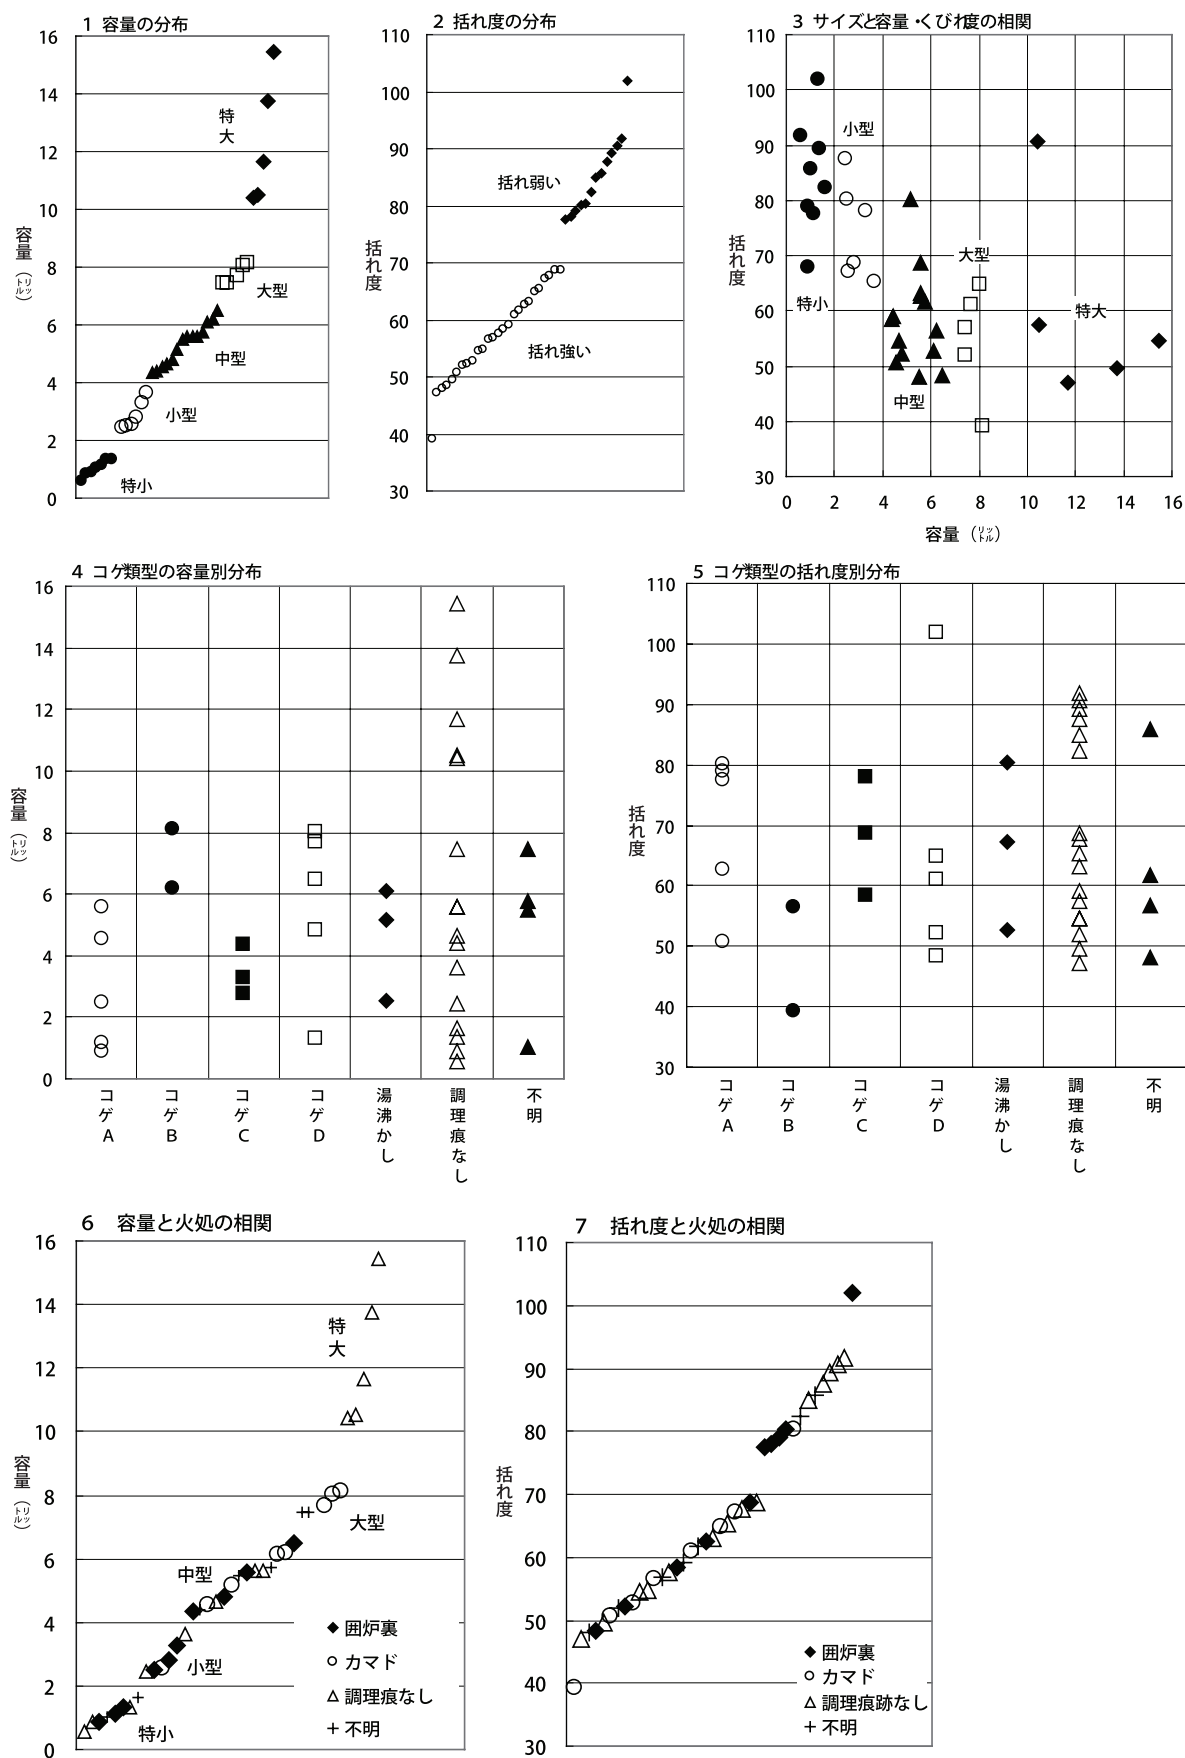 1 容量の分布
16
14
12
10
8
6
4
2
0
容量（リットル）
特大
大型
中型
小型
特小
2 括れ度の分布
110
100
90
80
70
60
50
40
30
括れ度
括れ弱い
括れ強い
3 サイズと容量・くびれ度の相関
110
100
90
80
70
60
50
40
30
括れ度
小型
大型
特小
特大
中型
0 2 4 6 8 10 12 14 16
容量（リットル）
4 コゲ類型の容量別分布
16
14
12
10
8
6
4
2
0
容量（リットル）
コゲA
コゲB
コゲC
コゲD
湯沸かし
調理痕なし
不明
5 コゲ類型の括れ度別分布
110
100
90
80
70
60
50
40
30
括れ度
コゲA
コゲB
コゲC
コゲD
湯沸かし
調理痕なし
不明
6 容量と火処の相関
16
14
12
10
8
6
4
2
0
容量（リットル）
特大
大型
中型
小型
特小
囲炉裏
カマド
調理痕なし
不明
7 括れ度と火処の相関
110
100
90
80
70
60
50
40
30
括れ度
囲炉裏
カマド
調理痕跡なし
不明